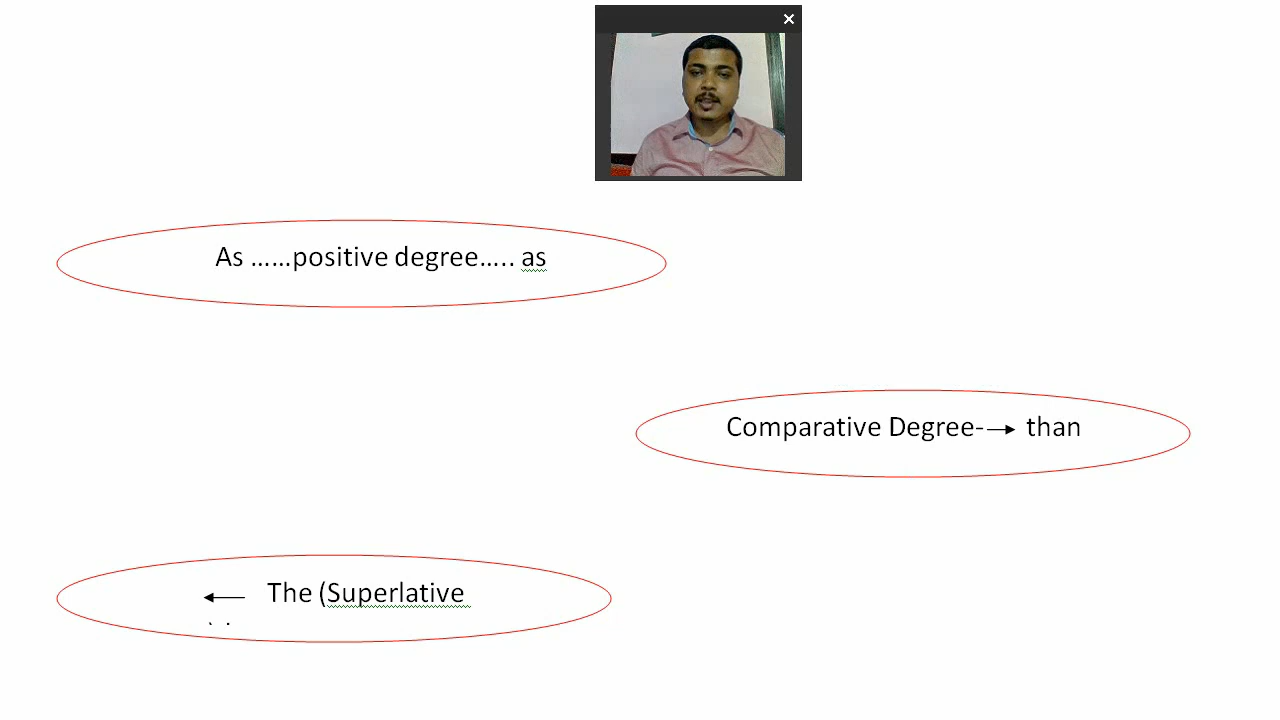 As ......positive degree..... as
Comparative Degree-→ than
← The (Superlative